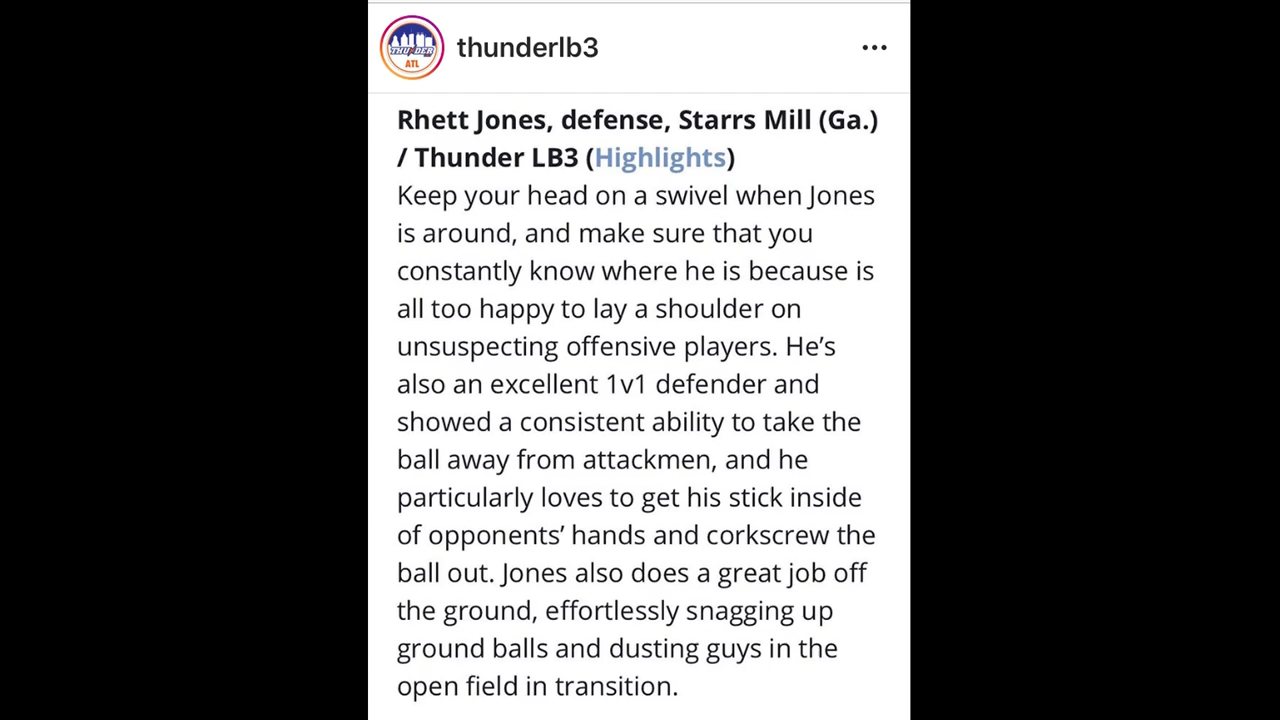 THUNDER
ATL
thunderlb3
Rhett Jones, defense, Starrs Mill (Ga.)
/ Thunder LB3 (Highlights)
Keep your head on a swivel when Jones
is around, and make sure that you
constantly know where he is because is
all too happy to lay a shoulder on
unsuspecting offensive players. He’s
also an excellent 1v1 defender and
showed a consistent ability to take the
ball away from attackmen, and he
particularly loves to get his stick inside
of opponents’ hands and corkscrew the
ball out. Jones also does a great job off
the ground, effortlessly snagging up
ground balls and dusting guys in the
open field in transition.